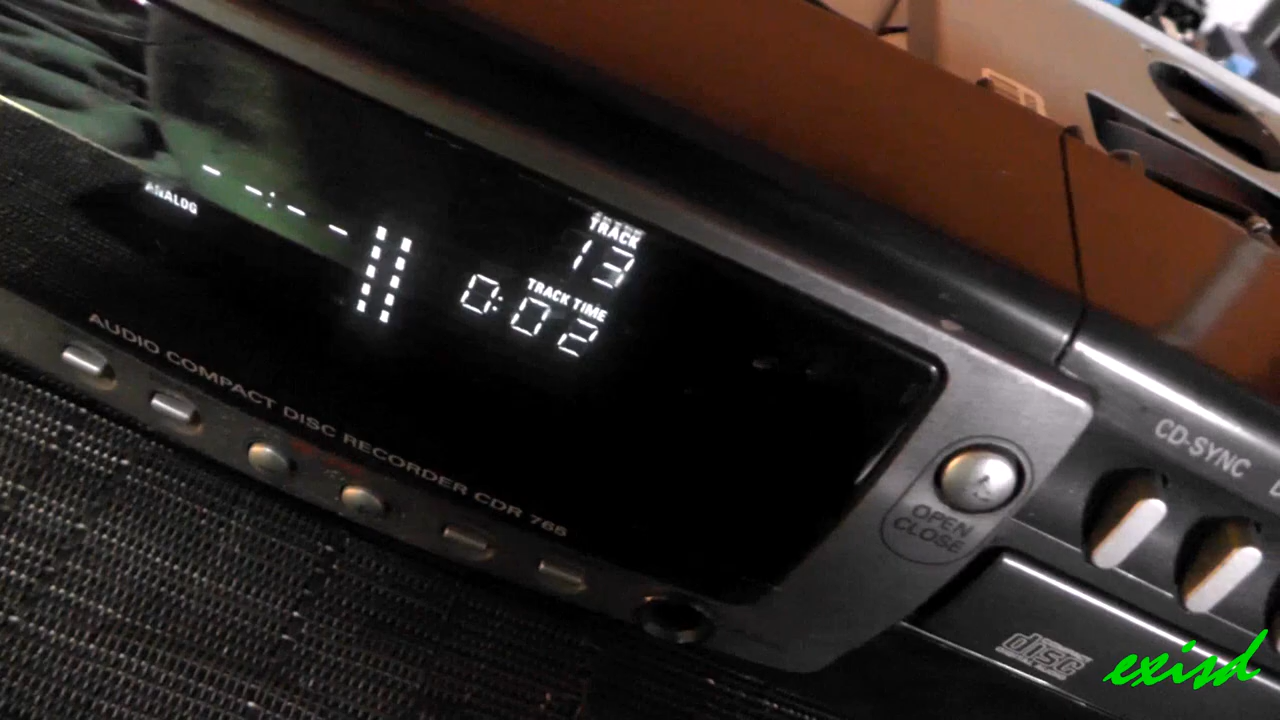 ANALOG
--:--
TRACK
13
TRACK TIME
0:02
AUDIO COMPACT DISC RECORDER CDR 765
OPEN
CLOSE
CD-SYNC
disc
exisd